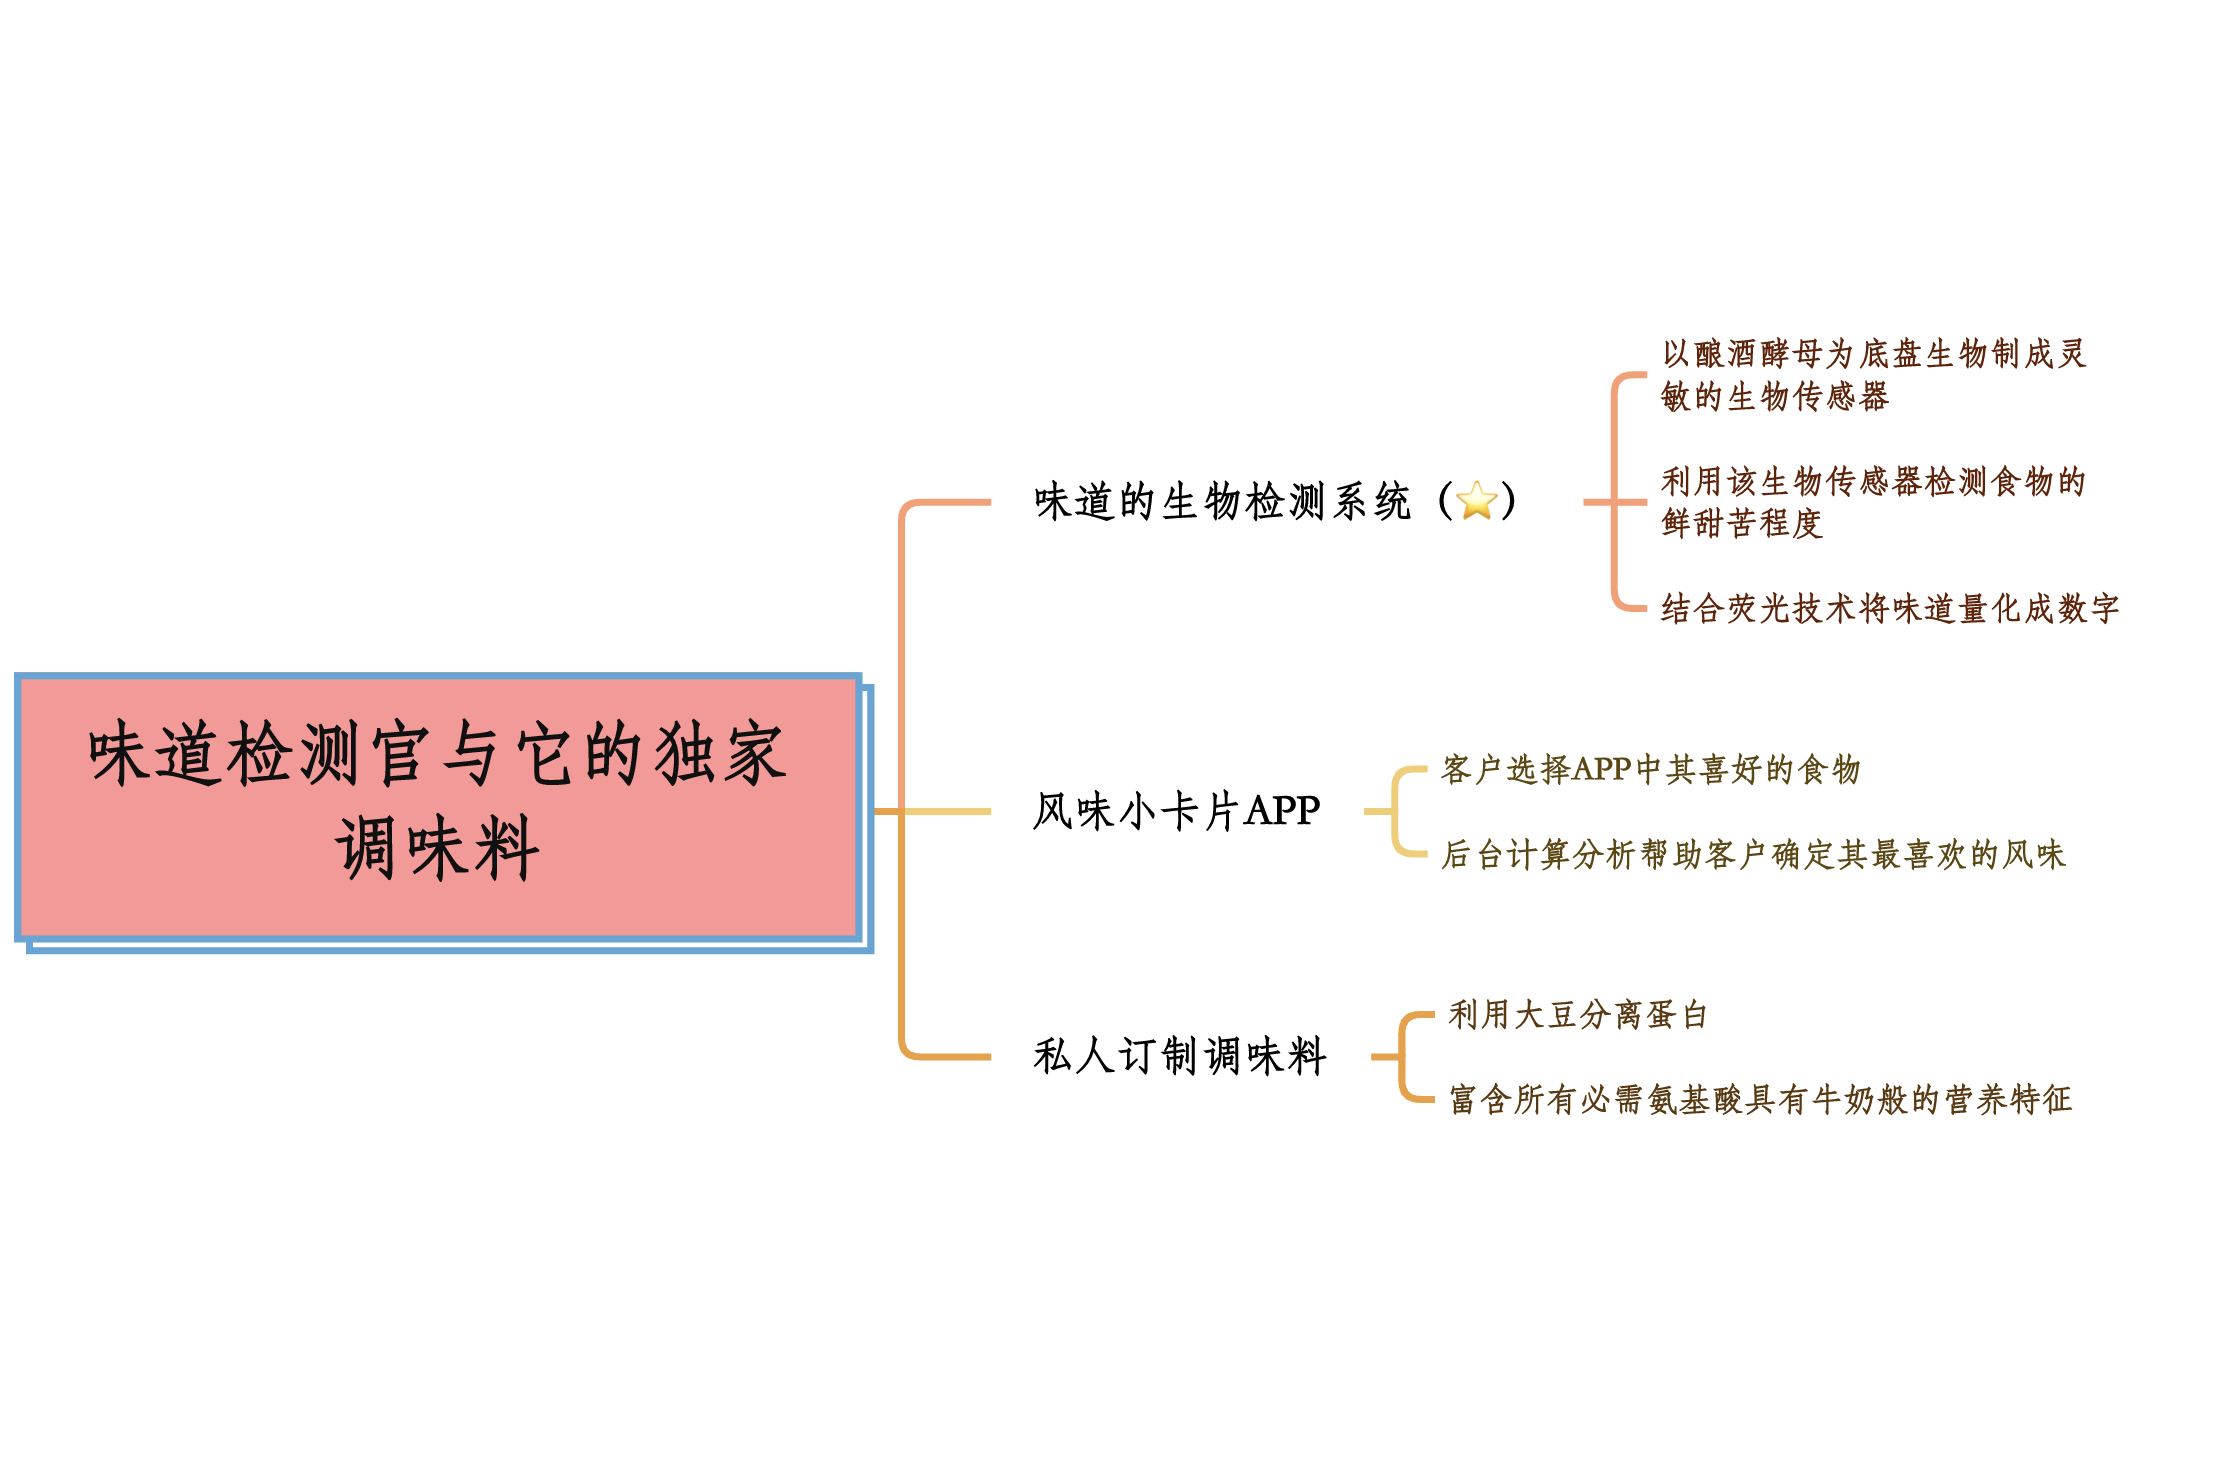 味道检测官与它的独家
调味料
味道的生物检测系统（⭐）
以酿酒酵母为底盘生物制成灵
敏的生物传感器
利用该生物传感器检测食物的
鲜甜苦程度
结合荧光技术将味道量化成数字
风味小卡片APP
客户选择APP中其喜好的食物
后台计算分析帮助客户确定其最喜欢的风味
私人订制调味料
利用大豆分离蛋白
富含所有必需氨基酸具有牛奶般的营养特征